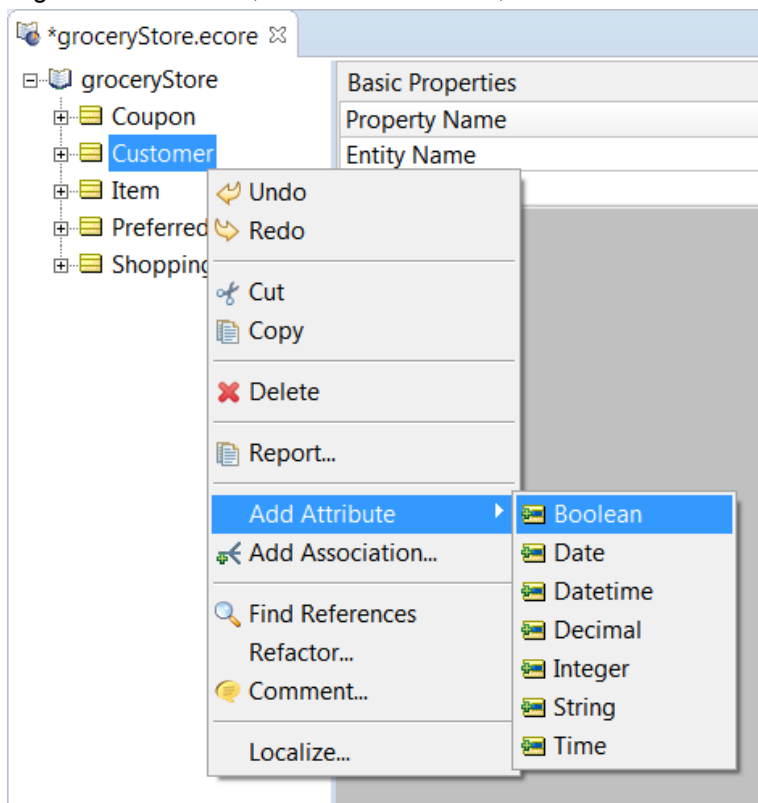 *groceryStore.ecore
groceryStore
Coupon
Customer
Item
Preferred
Shopping
Basic Properties
Property Name
Entity Name
Undo
Redo
Cut
Copy
Delete
Report...
Add Attribute
Add Association...
Find References
Refactor...
Comment...
Localize...
Boolean
Date
Datetime
Decimal
Integer
String
Time